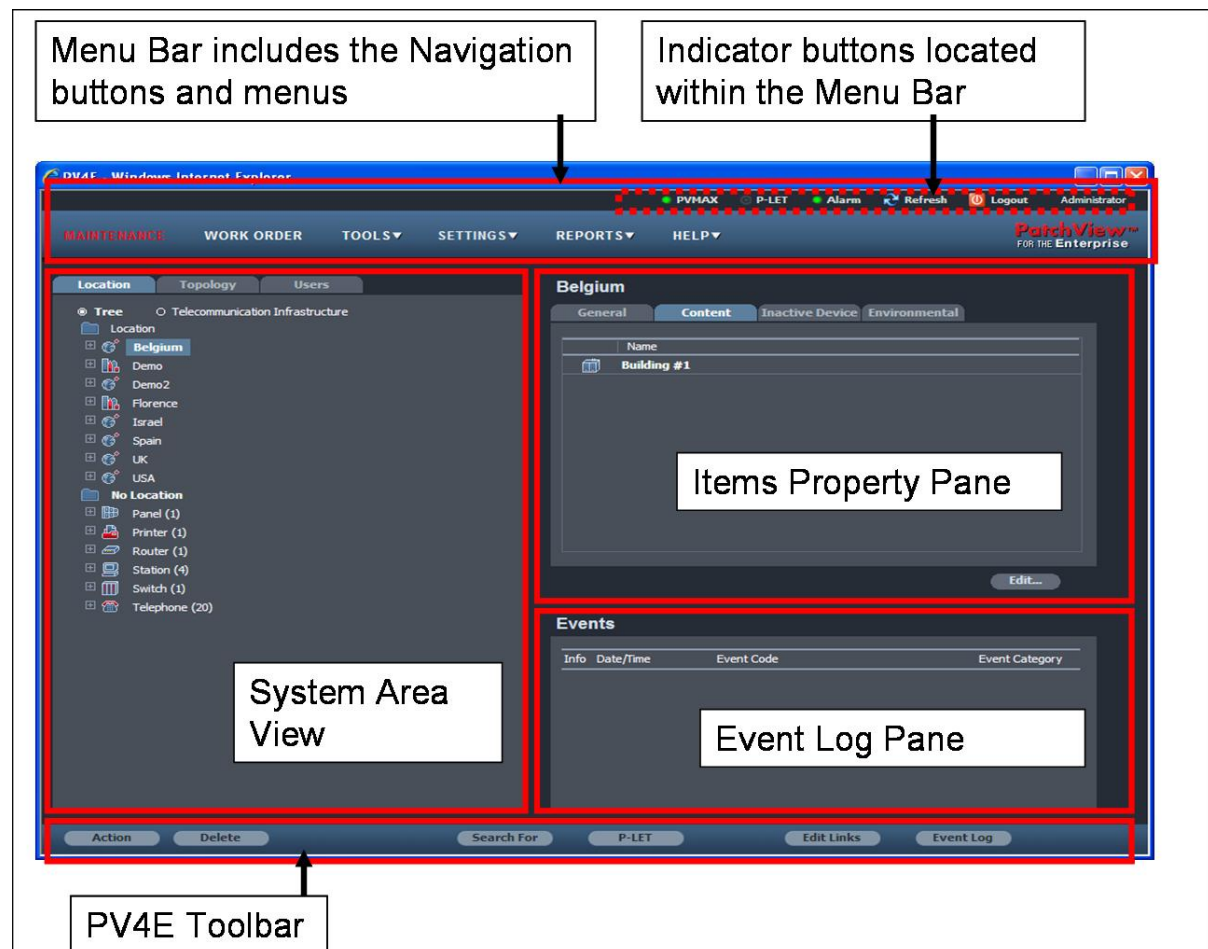 Menu Bar includes the Navigation
buttons and menus
Indicator buttons located
within the Menu Bar
PV4E - Windows Internet Explorer
PVMAX P-LET Alarm Refresh Logout Administrator
MAINTENANCE WORK ORDER TOOLS▼ SETTINGS▼ REPORTS▼ HELP▼
PatchView™
FOR THE Enterprise
Location Topology Users
Tree Telecommunication Infrastructure
Location
Belgium
Demo
Demo2
Florence
Israel
Spain
UK
USA
No Location
Panel (1)
Printer (1)
Router (1)
Station (4)
Switch (1)
Telephone (20)
System Area
View
Belgium
General Content Inactive Device Environmental
Name
Building #1
Items Property Pane
Edit...
Events
Info Date/Time Event Code Event Category
Event Log Pane
Action Delete Search For P-LET Edit Links Event Log
PV4E Toolbar